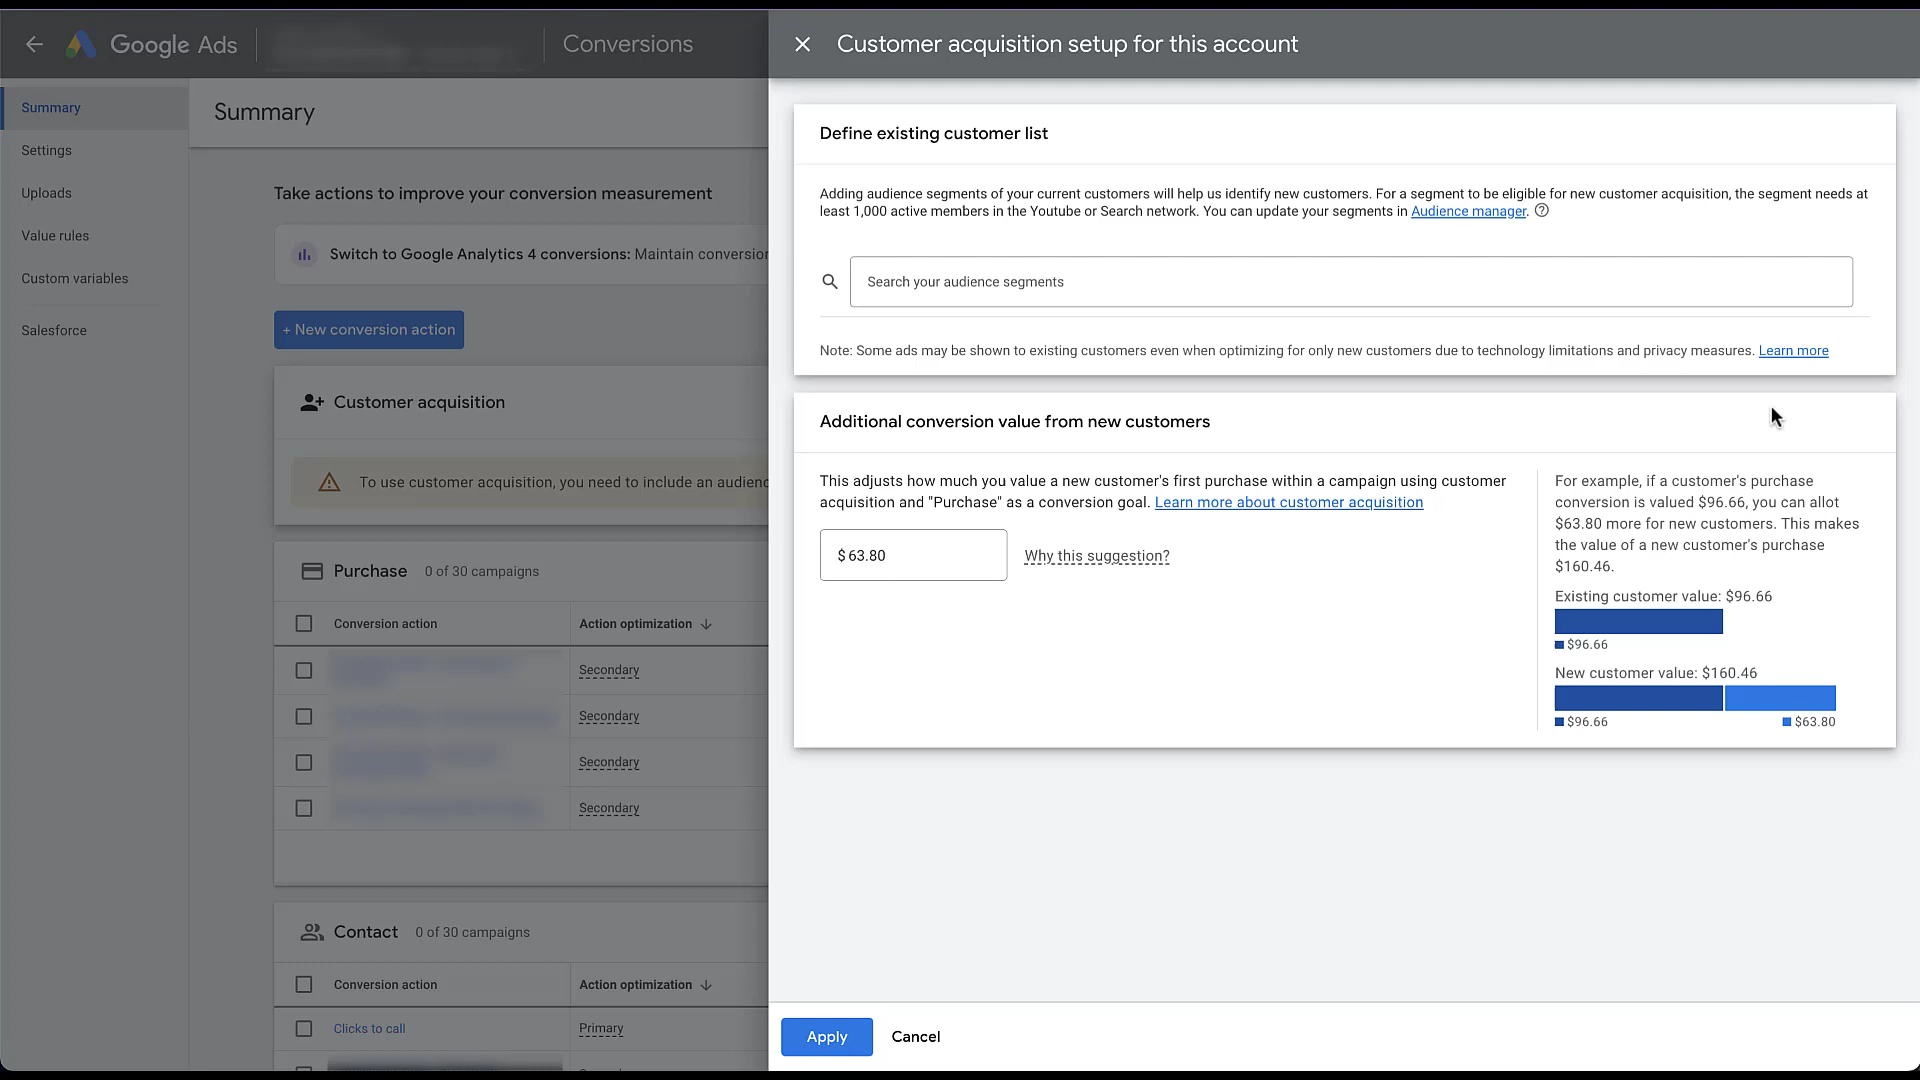 Google Ads
Conversions
Summary
Settings
Uploads
Value rules
Custom variables
Salesforce
Summary
Take actions to improve your conversion measurement
Switch to Google Analytics 4 conversions: Maintain conversion
+ New conversion action
Customer acquisition
To use customer acquisition, you need to include an audienc
Purchase 0 of 30 campaigns
Conversion action Action optimization
Secondary
Secondary
Secondary
Secondary
Contact 0 of 30 campaigns
Conversion action Action optimization
Clicks to call Primary
Customer acquisition setup for this account
Define existing customer list
Adding audience segments of your current customers will help us identify new customers. For a segment to be eligible for new customer acquisition, the segment needs at
least 1,000 active members in the Youtube or Search network. You can update your segments in Audience manager.
Search your audience segments
Note: Some ads may be shown to existing customers even when optimizing for only new customers due to technology limitations and privacy measures. Learn more
Additional conversion value from new customers
This adjusts how much you value a new customer's first purchase within a campaign using customer
acquisition and "Purchase" as a conversion goal. Learn more about customer acquisition
$ 63.80
Why this suggestion?
For example, if a customer's purchase
conversion is valued $96.66, you can allot
$63.80 more for new customers. This makes
the value of a new customer's purchase
$160.46.
Existing customer value: $96.66
$96.66
New customer value: $160.46
$96.66 $63.80
Apply Cancel